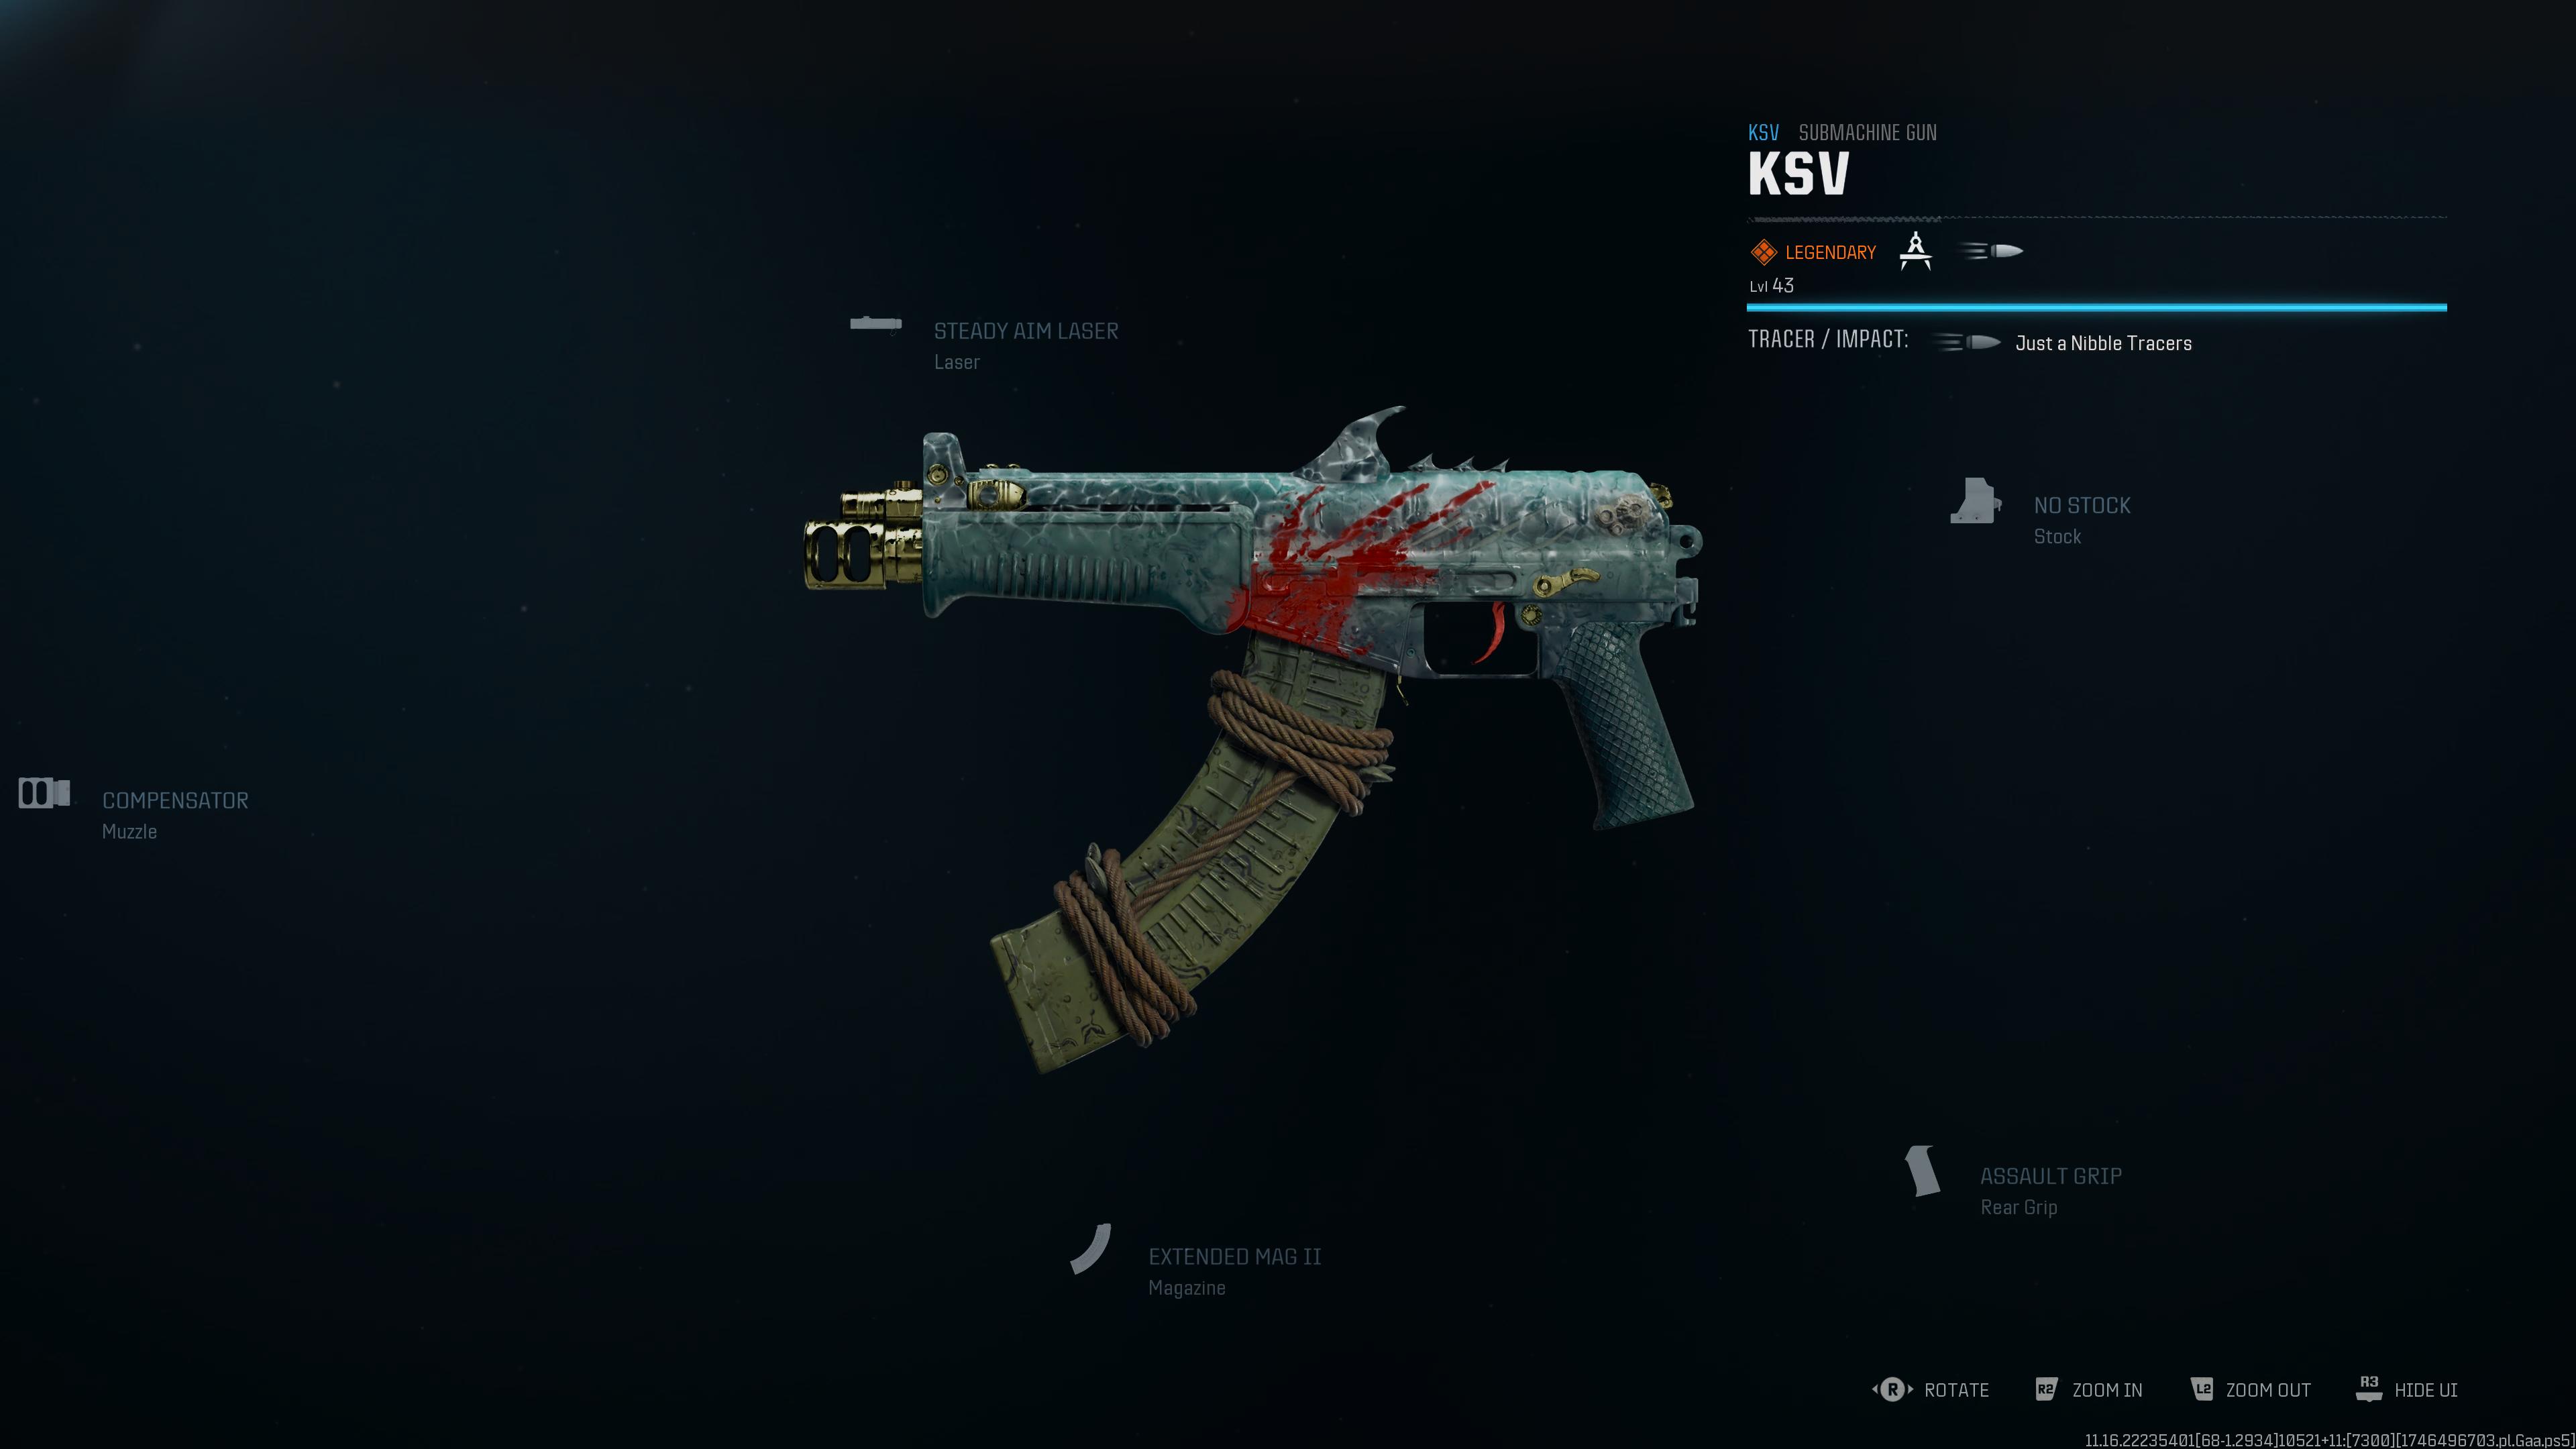 KSV SUBMACHINE GUN
KSV
LEGENDARY
Lvl 43
TRACER / IMPACT: Just a Nibble Tracers
STEADY AIM LASER
Laser
NO STOCK
Stock
COMPENSATOR
Muzzle
ASSAULT GRIP
Rear Grip
EXTENDED MAG II
Magazine
R ROTATE R2 ZOOM IN L2 ZOOM OUT R3 HIDE UI
11.16.22235401[68-1.2934]10521+11:[7300][1746496703.pl.Gaa.ps5]